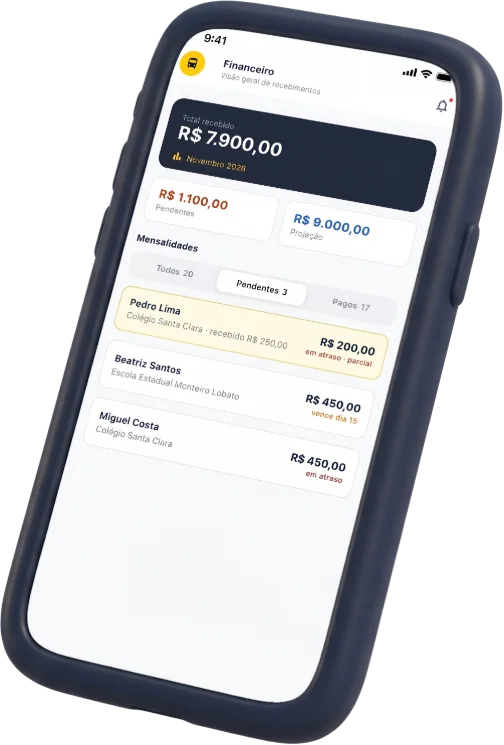 9:41
Financeiro
Visão geral de recebimentos
Total recebido
R$ 7.900,00
Novembro 2026
R$ 1.100,00
Pendentes
R$ 9.000,00
Projeção
Mensalidades
Todos 20
Pendentes 3
Pagos 17
Pedro Lima
Colégio Santa Clara · recebido R$ 250,00
R$ 200,00
em atraso · parcial
Beatriz Santos
Escola Estadual Monteiro Lobato
R$ 450,00
vence dia 15
Miguel Costa
Colégio Santa Clara
R$ 450,00
em atraso